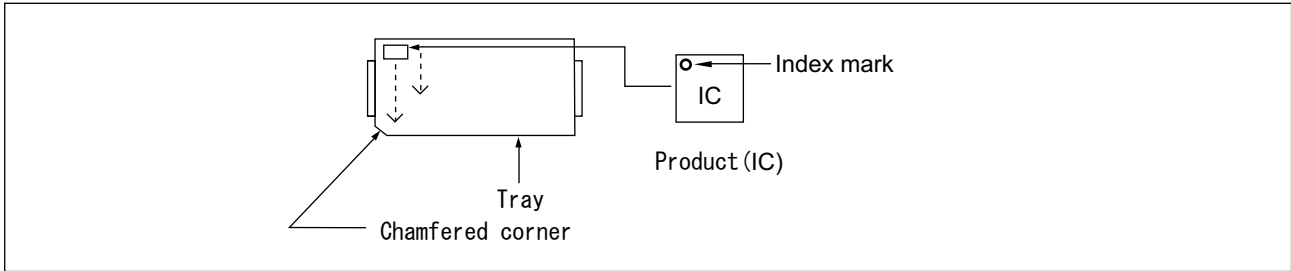 Index mark
IC
Product(IC)
Tray
Chamfered corner